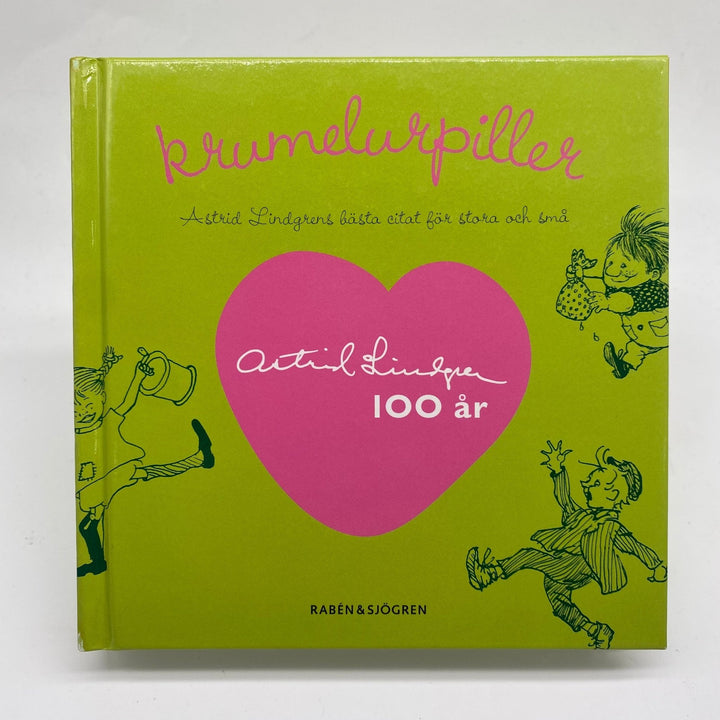 krumelurpiller
Astrid Lindgrens bästa citat för stora och små
Astrid Lindgren
100 år
RABÉN & SJÖGREN